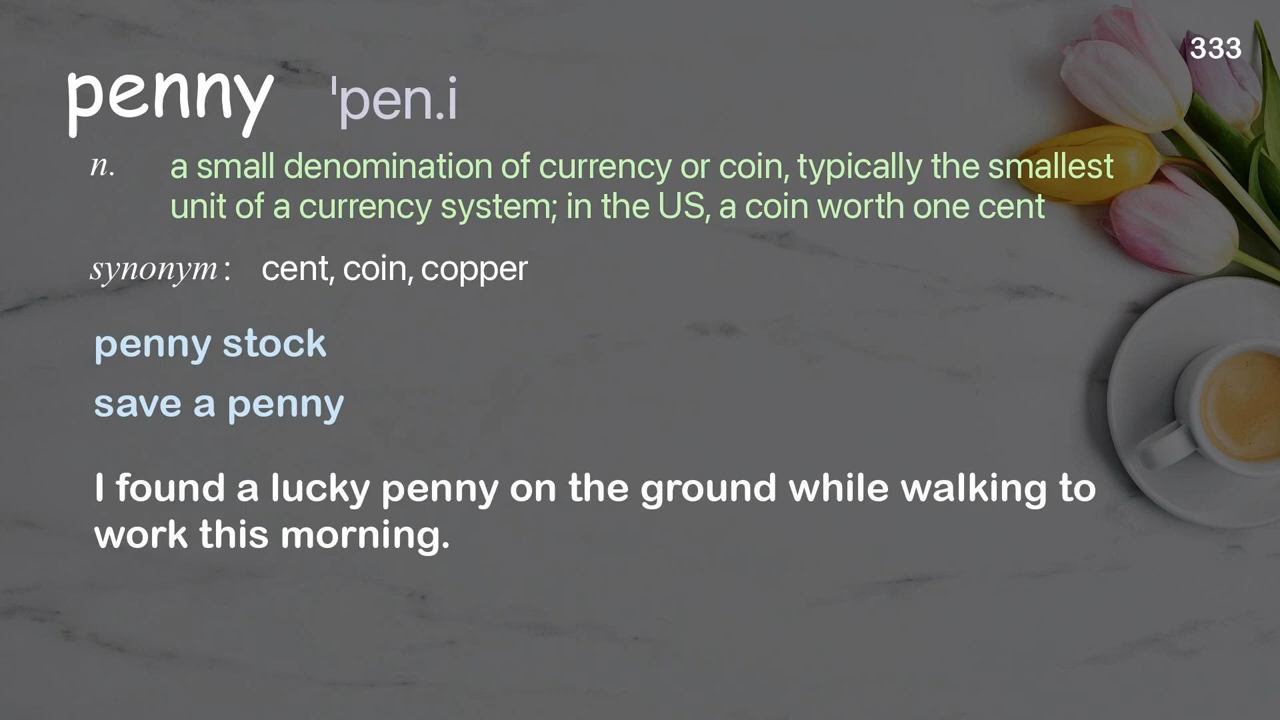 333
penny ˈpen.i
n. a small denomination of currency or coin, typically the smallest
unit of a currency system; in the US, a coin worth one cent
synonym: cent, coin, copper
penny stock
save a penny
I found a lucky penny on the ground while walking to
work this morning.